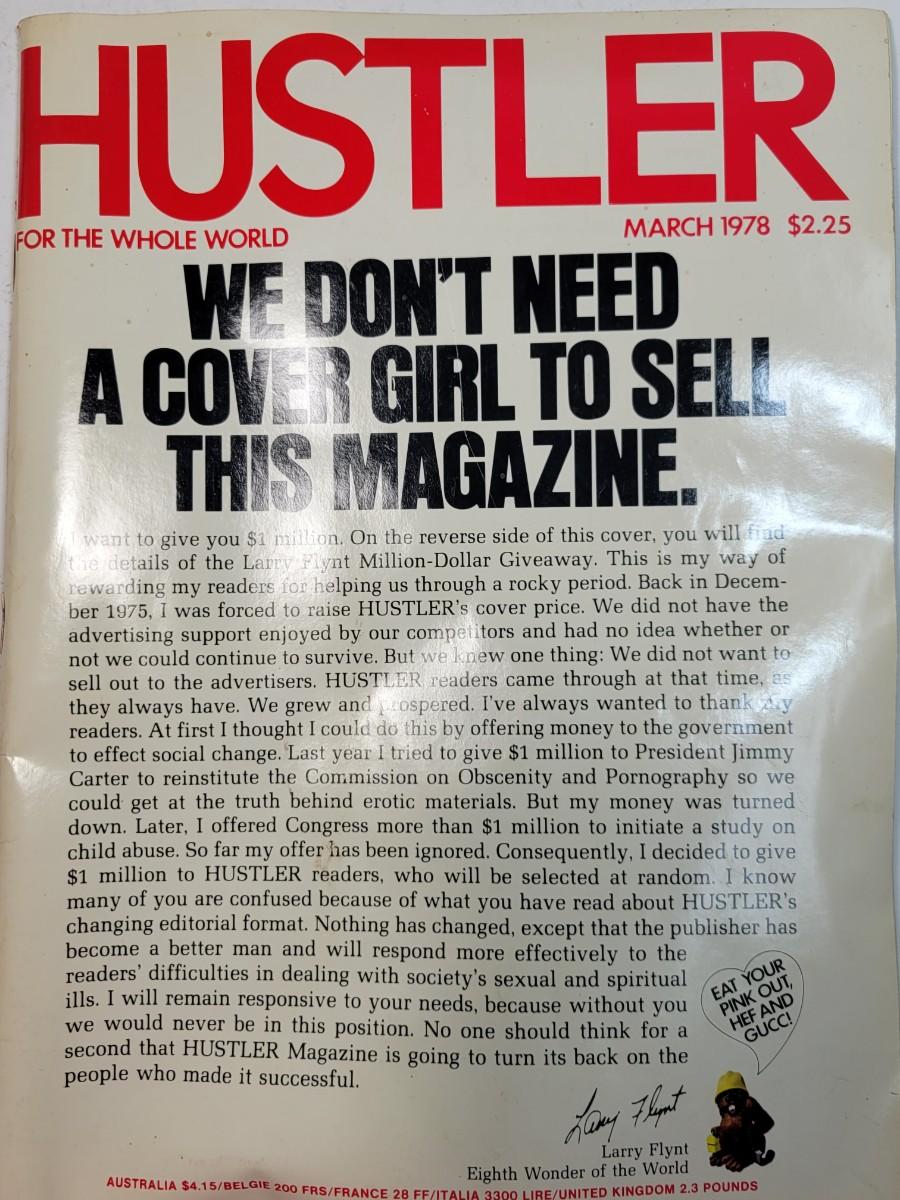 HUSTLER
FOR THE WHOLE WORLD
MARCH 1978 $2.25
WE DON'T NEED
A COVER GIRL TO SELL
THIS MAGAZINE.
I want to give you $1 million. On the reverse side of this cover, you will find
the details of the Larry Flynt Million-Dollar Giveaway. This is my way of
rewarding my readers for helping us through a rocky period. Back in Decem-
ber 1975, I was forced to raise HUSTLER's cover price. We did not have the
advertising support enjoyed by our competitors and had no idea whether or
not we could continue to survive. But we knew one thing: We did not want to
sell out to the advertisers. HUSTLER readers came through at that time, as
they always have. We grew and prospered. I've always wanted to thank my
readers. At first I thought I could do this by offering money to the government
to effect social change. Last year I tried to give $1 million to President Jimmy
Carter to reinstitute the Commission on Obscenity and Pornography so we
could get at the truth behind erotic materials. But my money was turned
down. Later, I offered Congress more than $1 million to initiate a study on
child abuse. So far my offer has been ignored. Consequently, I decided to give
$1 million to HUSTLER readers, who will be selected at random. I know
many of you are confused because of what you have read about HUSTLER's
changing editorial format. Nothing has changed, except that the publisher has
become a better man and will respond more effectively to the
readers' difficulties in dealing with society's sexual and spiritual
ills. I will remain responsive to your needs, because without you
we would never be in this position. No one should think for a
second that HUSTLER Magazine is going to turn its back on the
people who made it successful.
EAT YOUR
PINK OUT,
HEF AND
GUCC!
Larry Flynt
Larry Flynt
Eighth Wonder of the World
AUSTRALIA $4.15/BELGIE 200 FRS/FRANCE 28 FF/ITALIA 3300 LIRE/UNITED KINGDOM 2.3 POUNDS